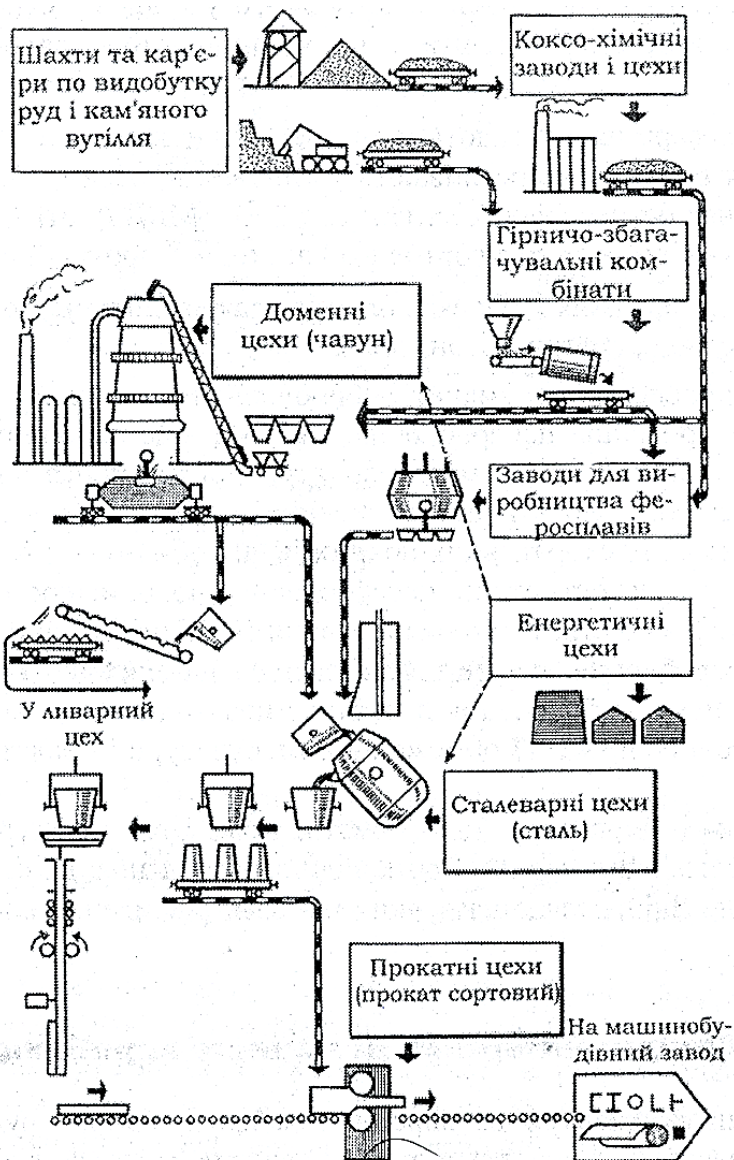 Шахти та кар'є-
ри по видобутку
руд і кам'яного
вугілля
Коксо-хімічні
заводи і цехи
Гірничо-збага-
чувальні ком-
бінати
Доменні
цехи (чавун)
Заводи для ви-
робництва фе-
росплавів
Енергетичні
цехи
У ливарний
цех
Сталеварні цехи
(сталь)
Прокатні цехи
(прокат сортовий)
На машинобу-
дівний завод